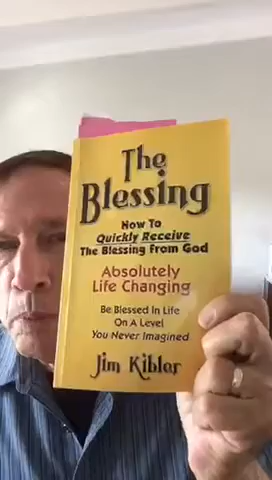 The
Blessing
How To
Quickly Receive
The Blessing From God
Absolutely
Life Changing
Be Blessed In Life
On A Level
You Never Imagined
Jim Kibler